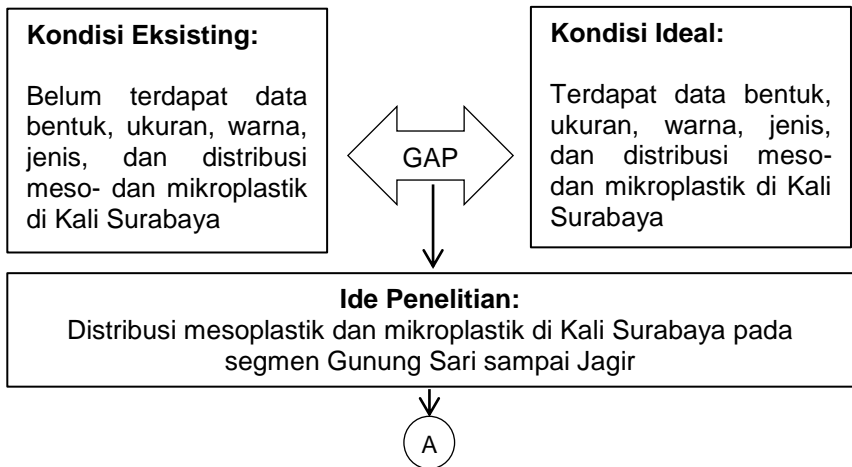 Kondisi Eksisting:
Belum terdapat data
bentuk, ukuran, warna,
jenis, dan distribusi
meso- dan mikroplastik
di Kali Surabaya
GAP
Kondisi Ideal:
Terdapat data bentuk,
ukuran, warna, jenis,
dan distribusi meso-
dan mikroplastik di Kali
Surabaya
Ide Penelitian:
Distribusi mesoplastik dan mikroplastik di Kali Surabaya pada
segmen Gunung Sari sampai Jagir
A